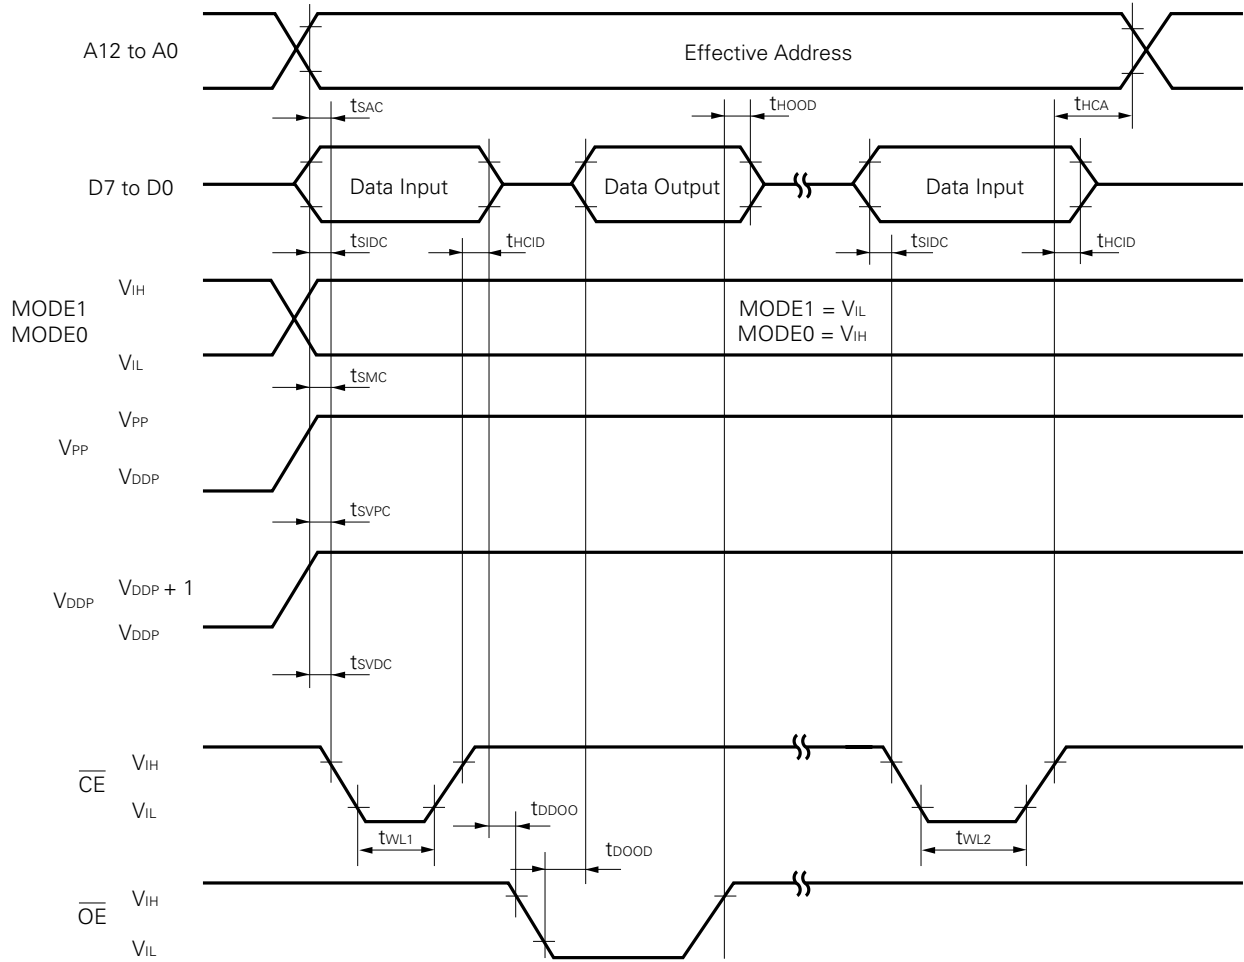 A12 to A0
Effective Address
tSAC
tHOOD
tHCA
D7 to D0
Data Input
Data Output
Data Input
tSIDC
tHCID
tSIDC
tHCID
VIH
MODE1
MODE0
MODE1 = VIL
MODE0 = VIH
VIL
tSMC
VPP
VPP
VDDP
tSVPC
VDDP + 1
VDDP
VDDP
tSVDC
VIH
CE
VIL
tDDOO
tWL1
tWL2
tDOOD
VIH
OE
VIL